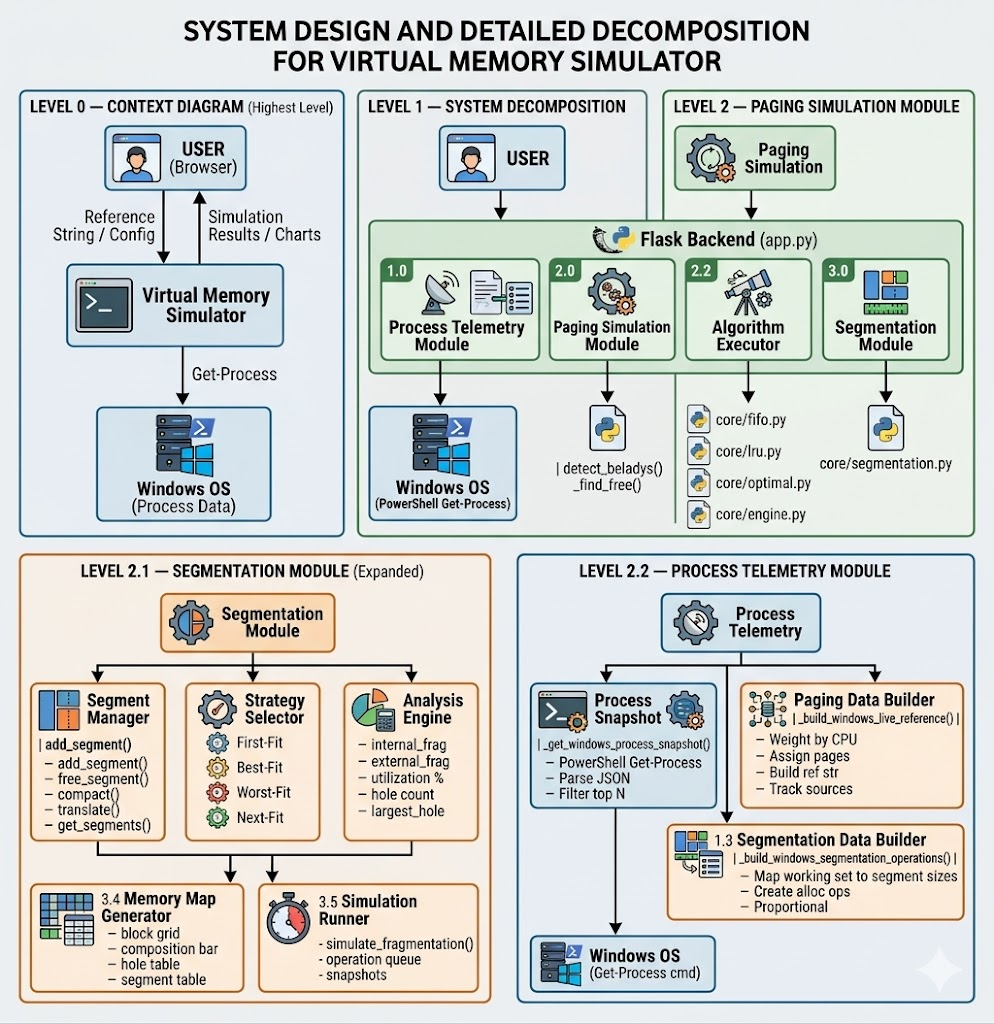 SYSTEM DESIGN AND DETAILED DECOMPOSITION
FOR VIRTUAL MEMORY SIMULATOR
LEVEL 0 — CONTEXT DIAGRAM (Highest Level)
USER
(Browser)
Reference
String / Config
Simulation
Results / Charts
Virtual Memory
Simulator
Get-Process
Windows OS
(Process Data)
LEVEL 1 — SYSTEM DECOMPOSITION
USER
LEVEL 2 — PAGING SIMULATION MODULE
Paging
Simulation
Flask Backend (app.py)
1.0
Process Telemetry
Module
2.0
Paging Simulation
Module
2.2
Algorithm
Executor
3.0
Segmentation
Module
Windows OS
(PowerShell Get-Process)
| detect_beladys()
_find_free()
core/fifo.py
core/lru.py
core/optimal.py
core/engine.py
core/segmentation.py
LEVEL 2.1 — SEGMENTATION MODULE (Expanded)
Segmentation
Module
Segment
Manager
| add_segment()
– add_segment()
– free_segment()
– compact()
– translate()
– get_segments()
Strategy
Selector
First-Fit
Best-Fit
Worst-Fit
Next-Fit
Analysis
Engine
– internal_frag
– external_frag
– utilization %
– hole count
– largest_hole
3.4 Memory Map
Generator
– block grid
– composition bar
– hole table
– segment table
3.5 Simulation
Runner
- simulate_fragmentation()
- operation queue
- snapshots
LEVEL 2.2 — PROCESS TELEMETRY MODULE
Process
Telemetry
Process
Snapshot
| _get_windows_process_snapshot()
– PowerShell Get-Process
– Parse JSON
– Filter top N
Paging Data Builder
| _build_windows_live_reference() |
– Weight by CPU
– Assign pages
– Build ref str
– Track sources
1.3 Segmentation Data Builder
| _build_windows_segmentation_operations() |
– Map working set to segment sizes
– Create alloc ops
– Proportional
Windows OS
(Get-Process cmd)